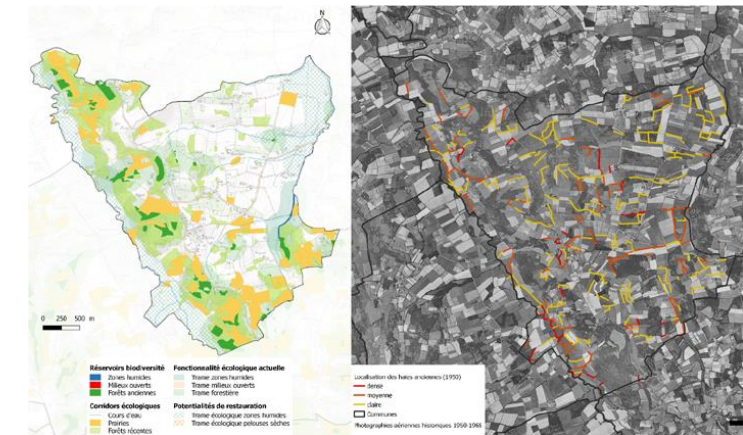 N
0 250 500 m
Réservoirs biodiversité
Zones humides
Milieux ouverts
Forêts anciennes
Corridors écologiques
Cours d'eau
Prairies
Forêts récentes
Fonctionnalité écologique actuelle
Trame zones humides
Trame milieux ouverts
Trame forestière
Potentialités de restauration
Trame écologique zones humides
Trame écologique pelouses sèches
Localisation des haies anciennes (1950)
dense
moyenne
claire
Communes
Photographies aériennes historiques 1950-1965